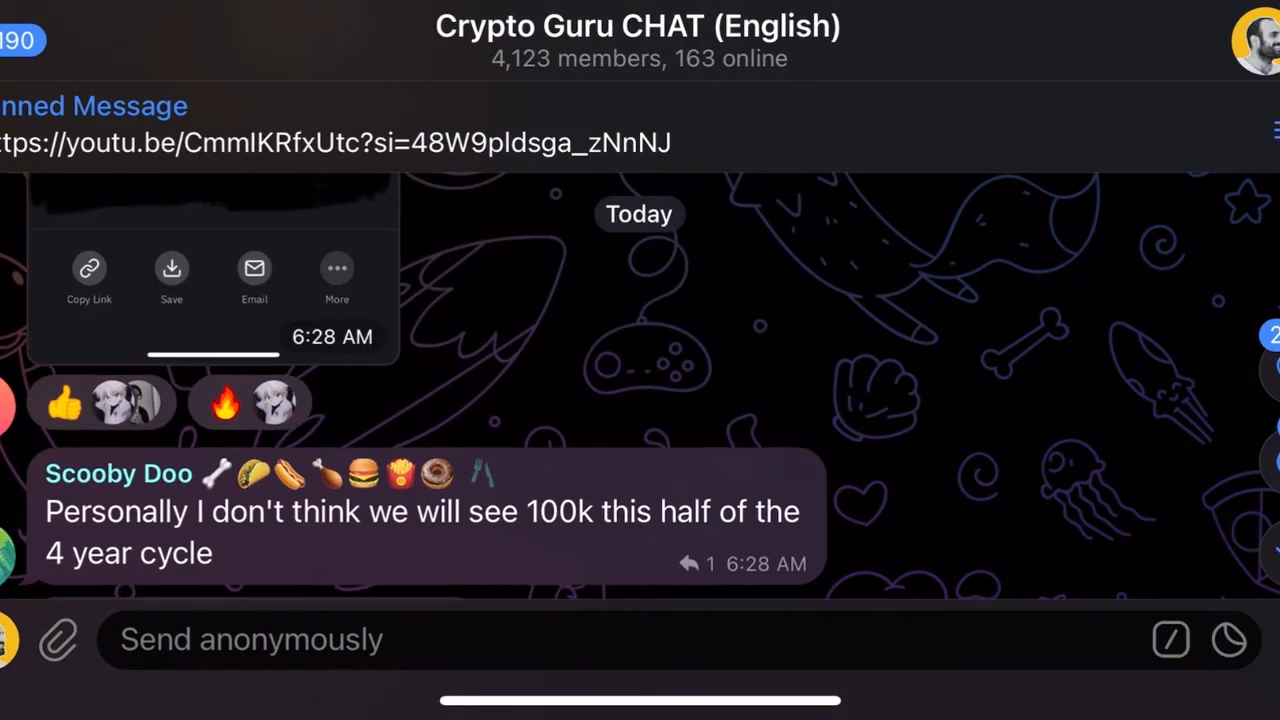 190
Crypto Guru CHAT (English)
4,123 members, 163 online
nned Message
ttps://youtu.be/CmmIKRfxUtc?si=48W9pldsga_zNnNJ
Today
Copy Link
Save
Email
More
6:28 AM
Scooby Doo 🦴🌮🌭🍗🍔🍟🍩🍴
Personally I don't think we will see 100k this half of the
4 year cycle
1 6:28 AM
2
Send anonymously